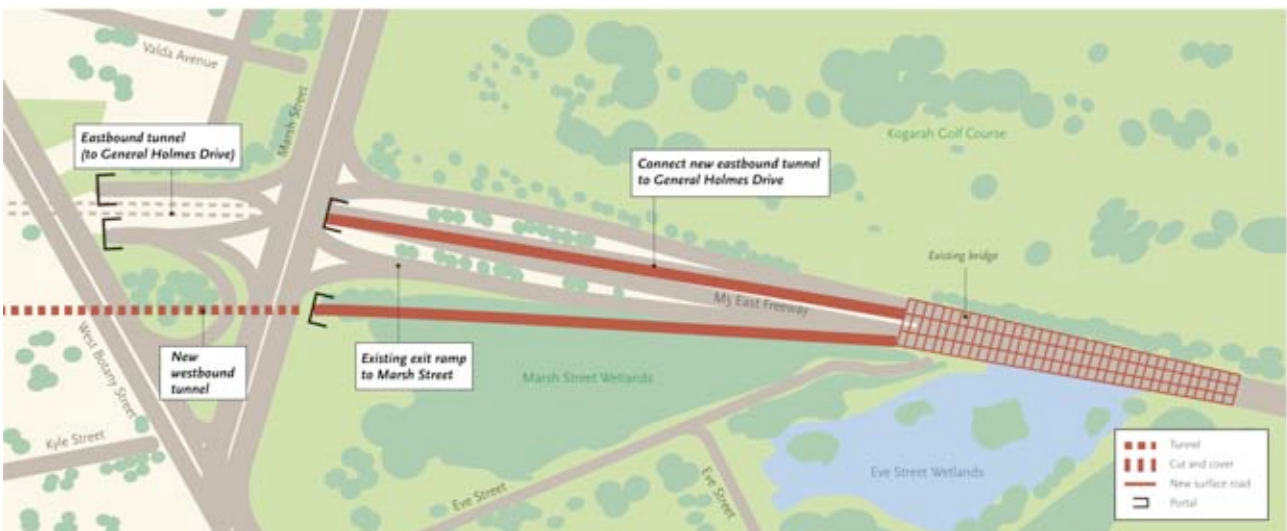 Valda Avenue
Marsh Street
Eastbound tunnel
(to General Holmes Drive)
Kogarah Golf Course
Connect new eastbound tunnel
to General Holmes Drive
Existing bridge
M5 East Freeway
West Botany Street
New
westbound
tunnel
Existing exit ramp
to Marsh Street
Marsh Street Wetlands
Kyle Street
Eve Street
Eve Street
Eve Street Wetlands
Tunnel
Cut and cover
New surface road
Portal